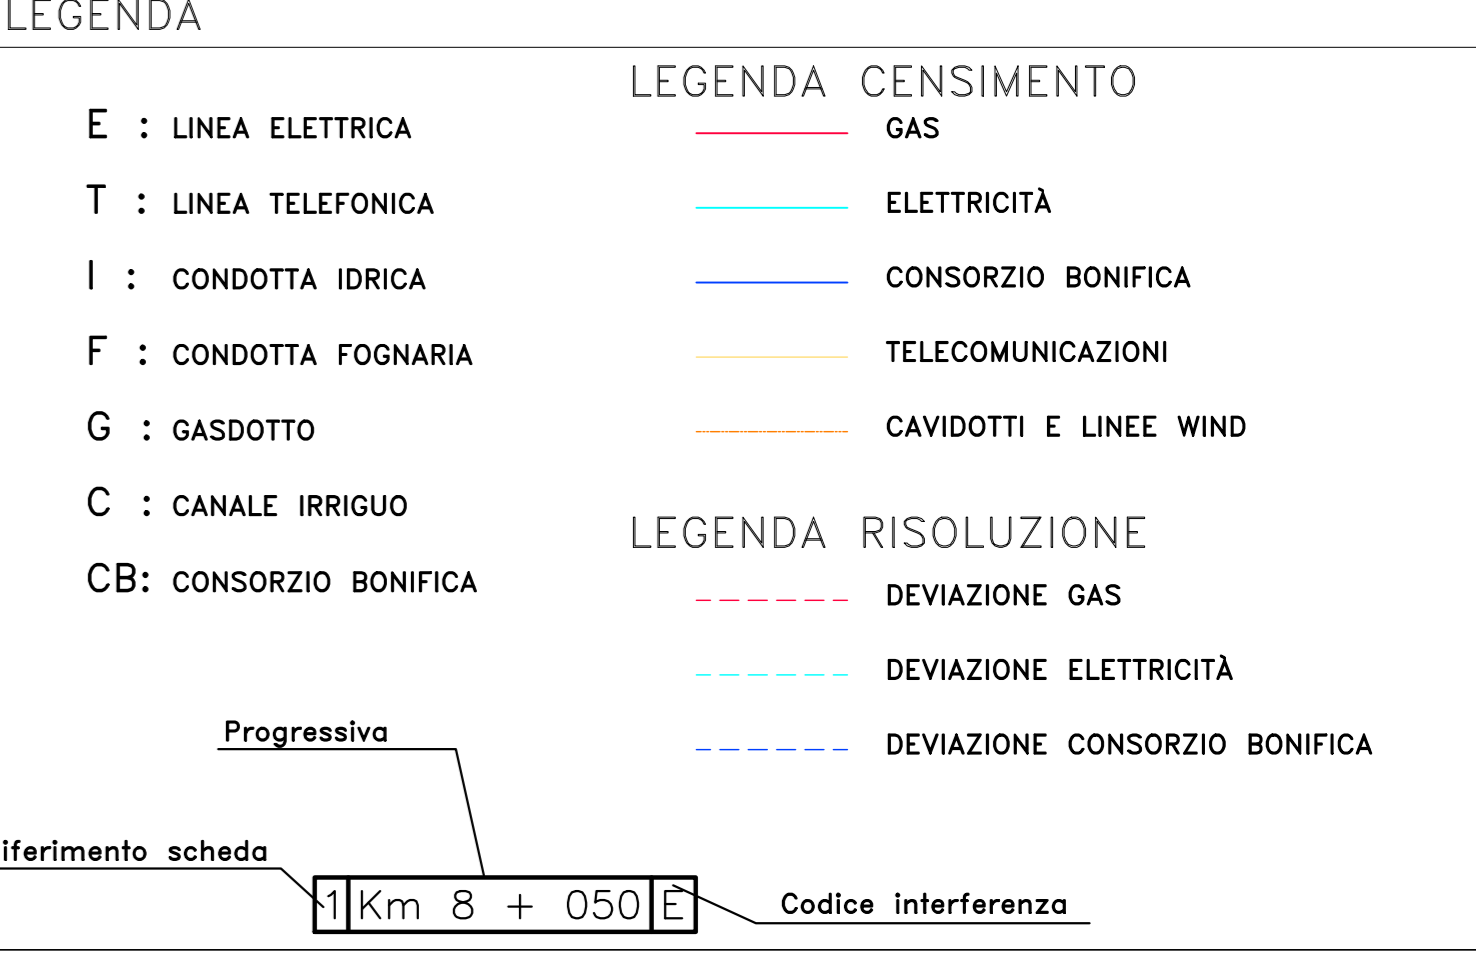 LEGENDA
E : LINEA ELETTRICA
T : LINEA TELEFONICA
I : CONDOTTA IDRICA
F : CONDOTTA FOGNARIA
G : GASDOTTO
C : CANALE IRRIGUO
CB: CONSORZIO BONIFICA
LEGENDA CENSIMENTO
GAS
ELETTRICITÀ
CONSORZIO BONIFICA
TELECOMUNICAZIONI
CAVIDOTTI E LINEE WIND
LEGENDA RISOLUZIONE
DEVIAZIONE GAS
DEVIAZIONE ELETTRICITÀ
DEVIAZIONE CONSORZIO BONIFICA
Progressiva
iferimento scheda
1 Km 8 + 050 E
Codice interferenza